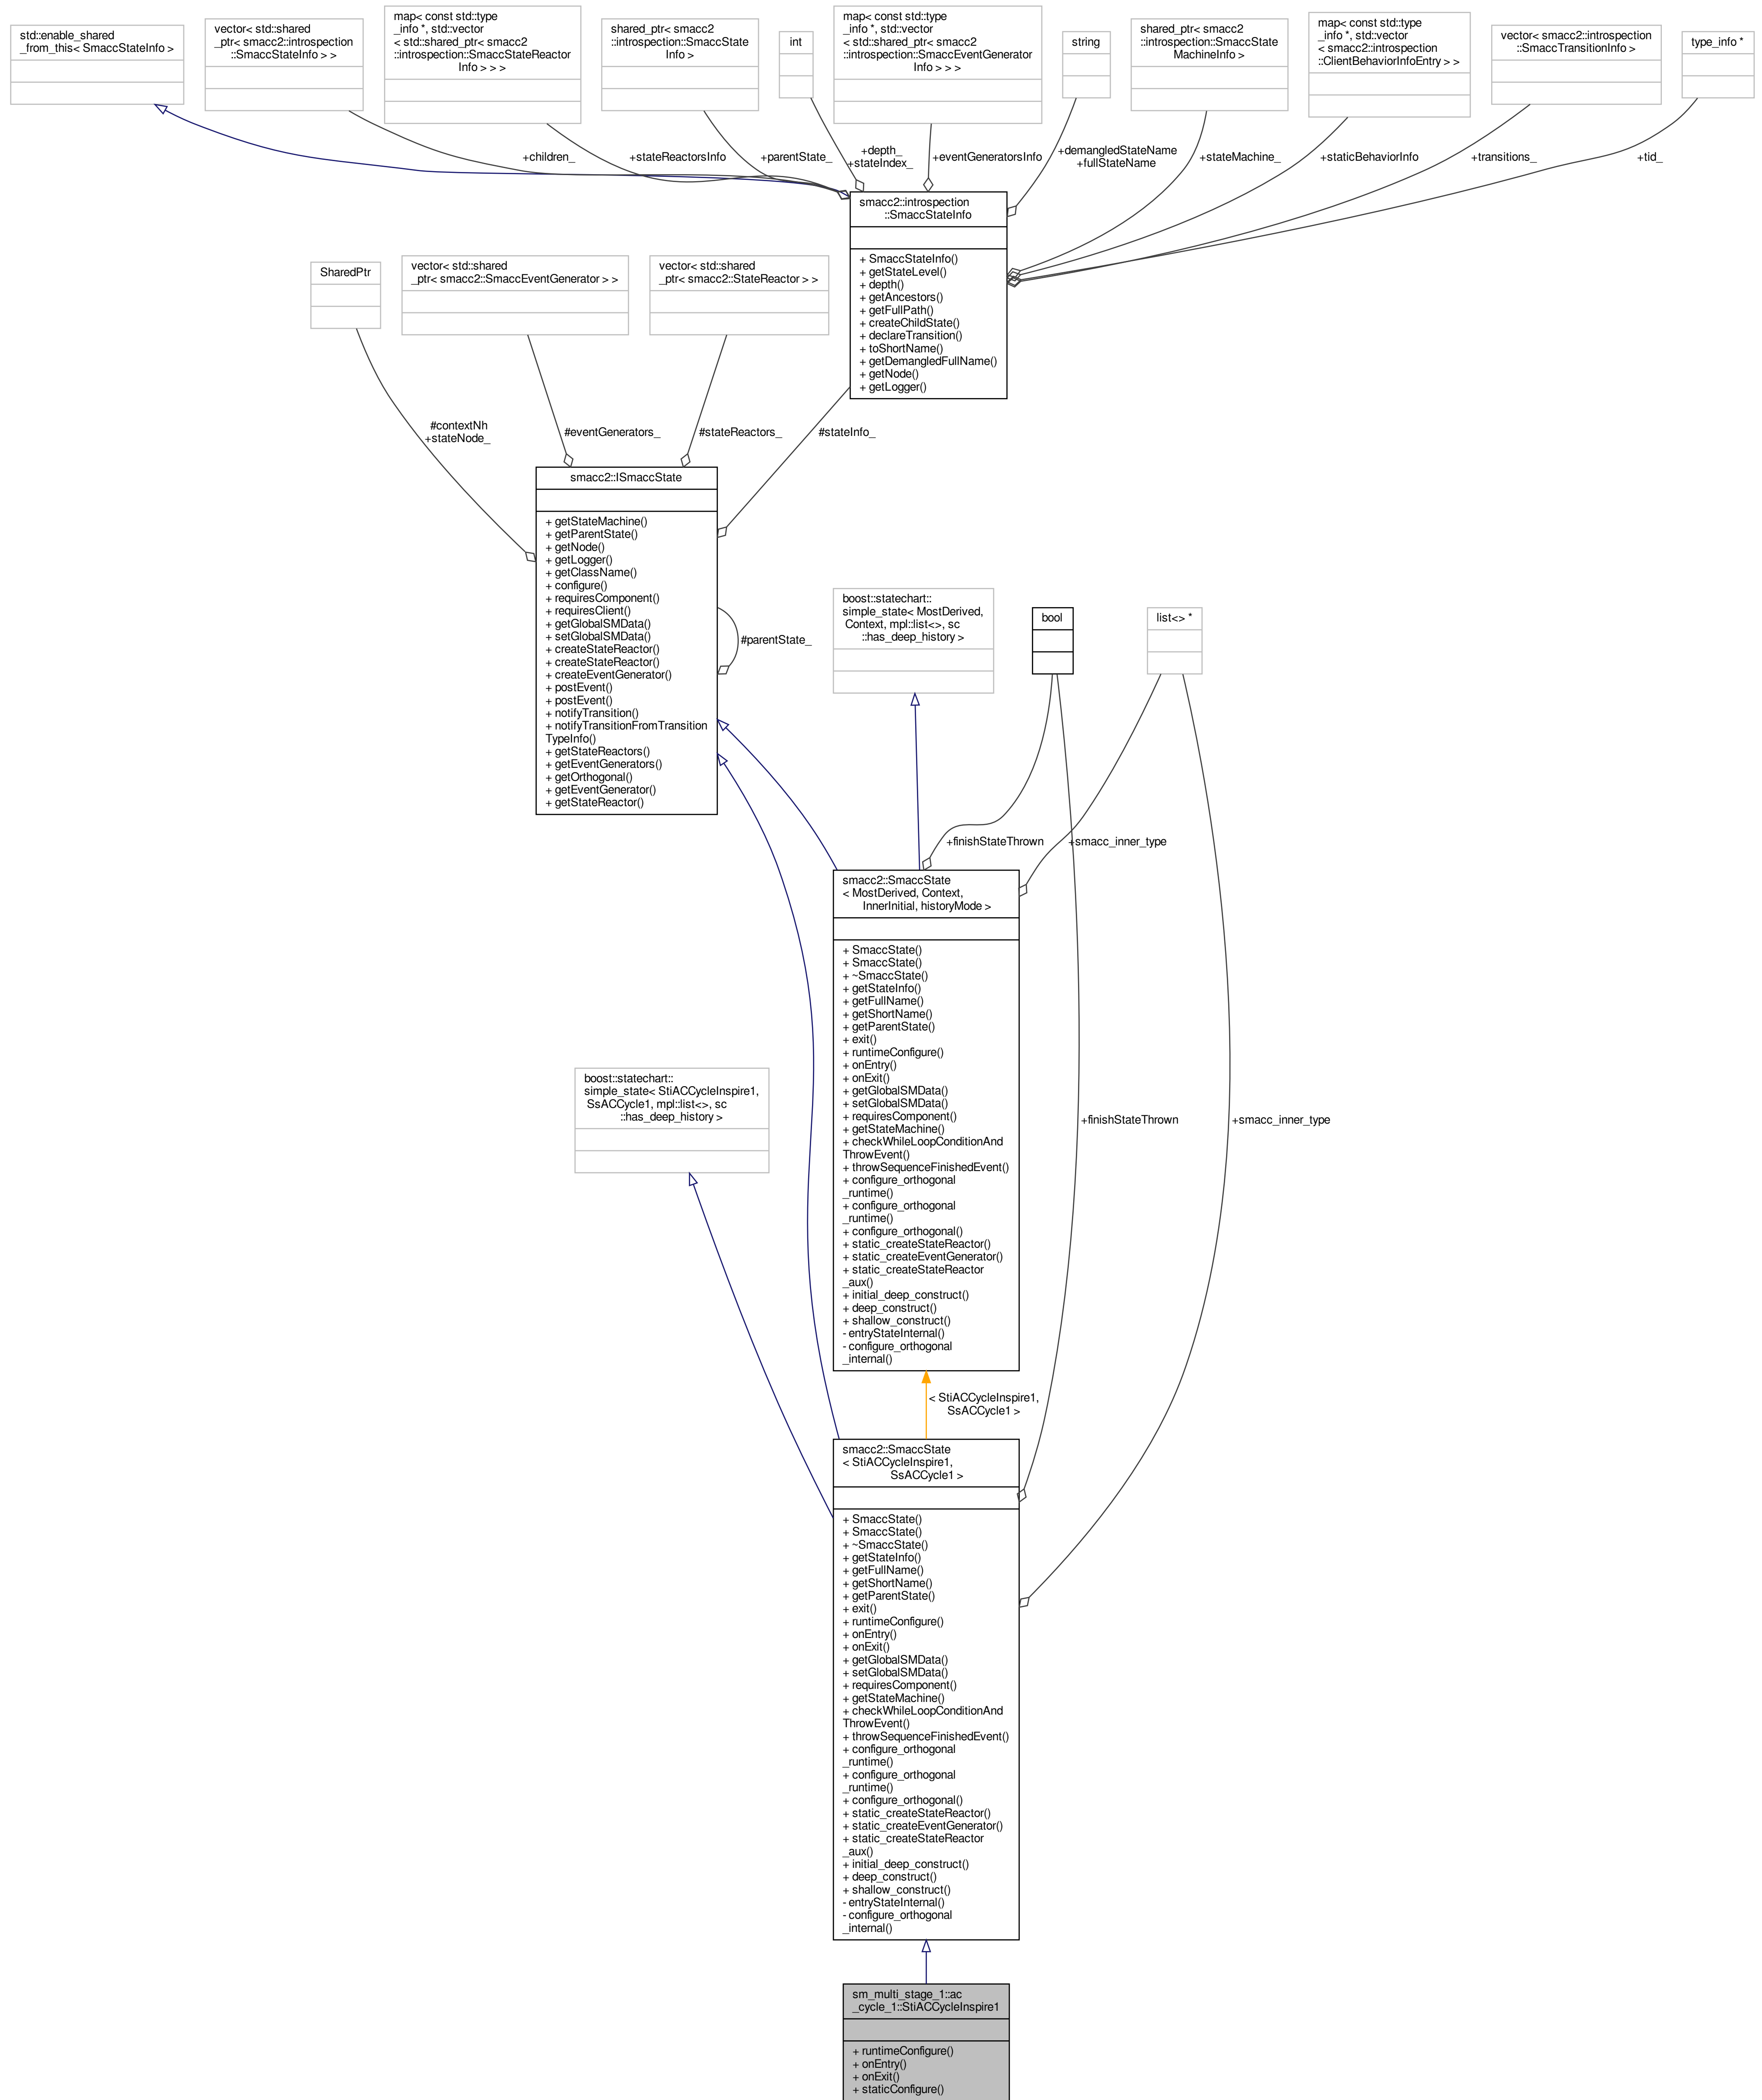 std::enable_shared
_from_this< SmaccStateInfo >
vector< std::shared
_ptr< smacc2::introspection
::SmaccStateInfo > >
map< const std::type
_info *, std::vector
< std::shared_ptr< smacc2
::introspection::SmaccStateReactor
Info > > >
shared_ptr< smacc2
::introspection::SmaccState
Info >
int
map< const std::type
_info *, std::vector
< std::shared_ptr< smacc2
::introspection::SmaccEventGenerator
Info > > >
string
shared_ptr< smacc2
::introspection::SmaccState
MachineInfo >
map< const std::type
_info *, std::vector
< smacc2::introspection
::ClientBehaviorInfoEntry > >
vector< smacc2::introspection
::SmaccTransitionInfo >
type_info *
+children_
+stateReactorsInfo
+parentState_
+depth_
+stateIndex_
+eventGeneratorsInfo
+demangledStateName
+fullStateName
+stateMachine_
+staticBehaviorInfo
+transitions_
+tid_
smacc2::introspection
::SmaccStateInfo
+ SmaccStateInfo()
+ getStateLevel()
+ depth()
+ getAncestors()
+ getFullPath()
+ createChildState()
+ declareTransition()
+ toShortName()
+ getDemangledFullName()
+ getNode()
+ getLogger()
SharedPtr
vector< std::shared
_ptr< smacc2::SmaccEventGenerator > >
vector< std::shared
_ptr< smacc2::StateReactor > >
#contextNh
+stateNode_
#eventGenerators_
#stateReactors_
#stateInfo_
smacc2::ISmaccState
+ getStateMachine()
+ getParentState()
+ getNode()
+ getLogger()
+ getClassName()
+ configure()
+ requiresComponent()
+ requiresClient()
+ getGlobalSMData()
+ setGlobalSMData()
+ createStateReactor()
+ createStateReactor()
+ createEventGenerator()
+ postEvent()
+ postEvent()
+ notifyTransition()
+ notifyTransitionFromTransition
TypeInfo()
+ getStateReactors()
+ getEventGenerators()
+ getOrthogonal()
+ getEventGenerator()
+ getStateReactor()
#parentState_
boost::statechart::
simple_state< MostDerived,
Context, mpl::list<>, sc
::has_deep_history >
bool
list<> *
+finishStateThrown
+smacc_inner_type
smacc2::SmaccState
< MostDerived, Context,
InnerInitial, historyMode >
+ SmaccState()
+ SmaccState()
+ ~SmaccState()
+ getStateInfo()
+ getFullName()
+ getShortName()
+ getParentState()
+ exit()
+ runtimeConfigure()
+ onEntry()
+ onExit()
+ getGlobalSMData()
+ setGlobalSMData()
+ requiresComponent()
+ getStateMachine()
+ checkWhileLoopConditionAnd
ThrowEvent()
+ throwSequenceFinishedEvent()
+ configure_orthogonal
_runtime()
+ configure_orthogonal
_runtime()
+ configure_orthogonal()
+ static_createStateReactor()
+ static_createEventGenerator()
+ static_createStateReactor
_aux()
+ initial_deep_construct()
+ deep_construct()
+ shallow_construct()
- entryStateInternal()
- configure_orthogonal
_internal()
boost::statechart::
simple_state< StiACCycleInspire1,
SsACCycle1, mpl::list<>, sc
::has_deep_history >
+finishStateThrown
+smacc_inner_type
< StiACCycleInspire1,
SsACCycle1 >
smacc2::SmaccState
< StiACCycleInspire1,
SsACCycle1 >
+ SmaccState()
+ SmaccState()
+ ~SmaccState()
+ getStateInfo()
+ getFullName()
+ getShortName()
+ getParentState()
+ exit()
+ runtimeConfigure()
+ onEntry()
+ onExit()
+ getGlobalSMData()
+ setGlobalSMData()
+ requiresComponent()
+ getStateMachine()
+ checkWhileLoopConditionAnd
ThrowEvent()
+ throwSequenceFinishedEvent()
+ configure_orthogonal
_runtime()
+ configure_orthogonal
_runtime()
+ configure_orthogonal()
+ static_createStateReactor()
+ static_createEventGenerator()
+ static_createStateReactor
_aux()
+ initial_deep_construct()
+ deep_construct()
+ shallow_construct()
- entryStateInternal()
- configure_orthogonal
_internal()
sm_multi_stage_1::ac
_cycle_1::StiACCycleInspire1
+ runtimeConfigure()
+ onEntry()
+ onExit()
+ staticConfigure()